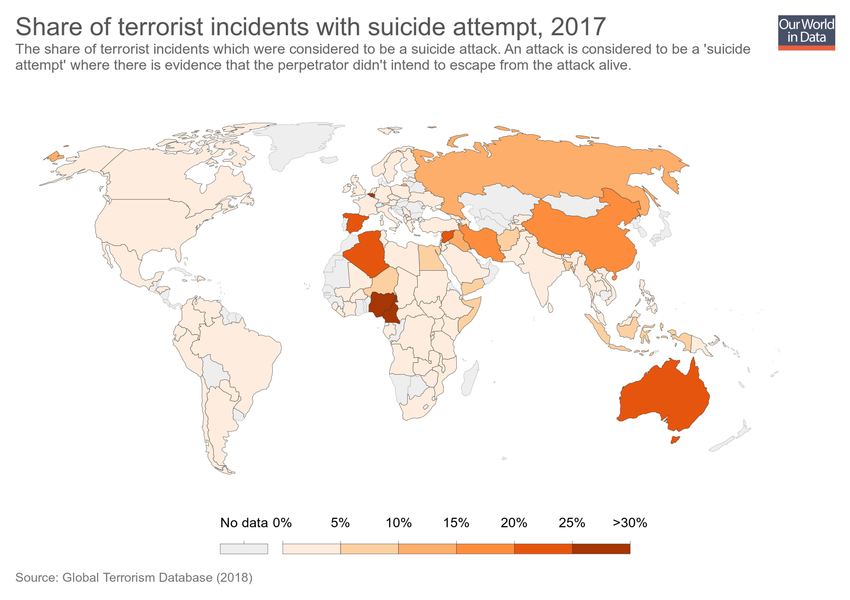 Share of terrorist incidents with suicide attempt, 2017
Our World
in Data
The share of terrorist incidents which were considered to be a suicide attack. An attack is considered to be a 'suicide
attempt' where there is evidence that the perpetrator didn't intend to escape from the attack alive.
No data 0% 5% 10% 15% 20% 25% >30%
Source: Global Terrorism Database (2018)